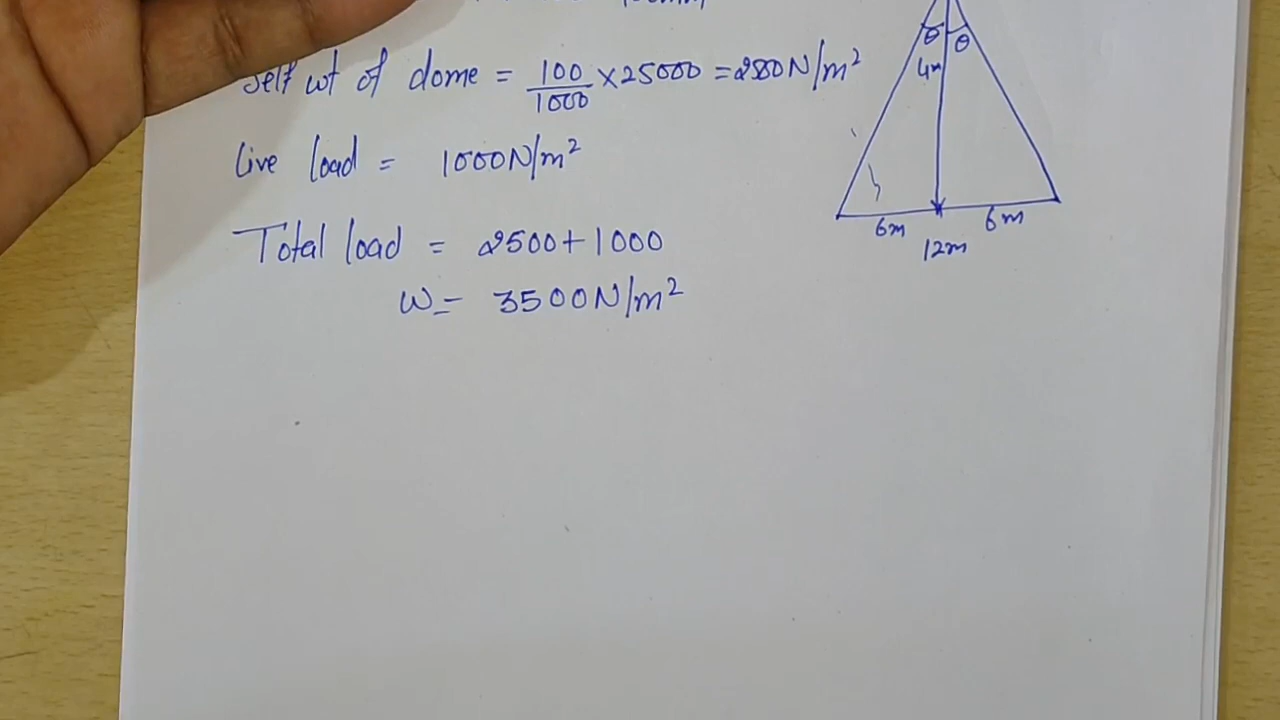 Self wt of dome = 100/1000 × 25000 = 2500 N/m²
Live load = 1000 N/m²
Total load = 2500 + 1000
w = 3500 N/m²
θ θ
4m
6m 6m
12m